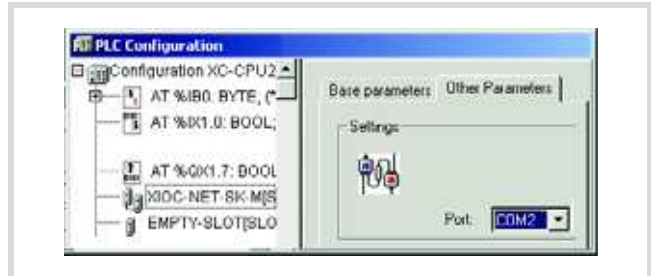 PLC Configuration
Configuration XC-CPU2
AT %IB0: BYTE; (*
AT %IX1.0: BOOL;
AT %QX1.7: BOOL
XIOC-NET-SK-M[S
EMPTY-SLOT[SLO
Base parameters Other Parameters
Settings
Port: COM2